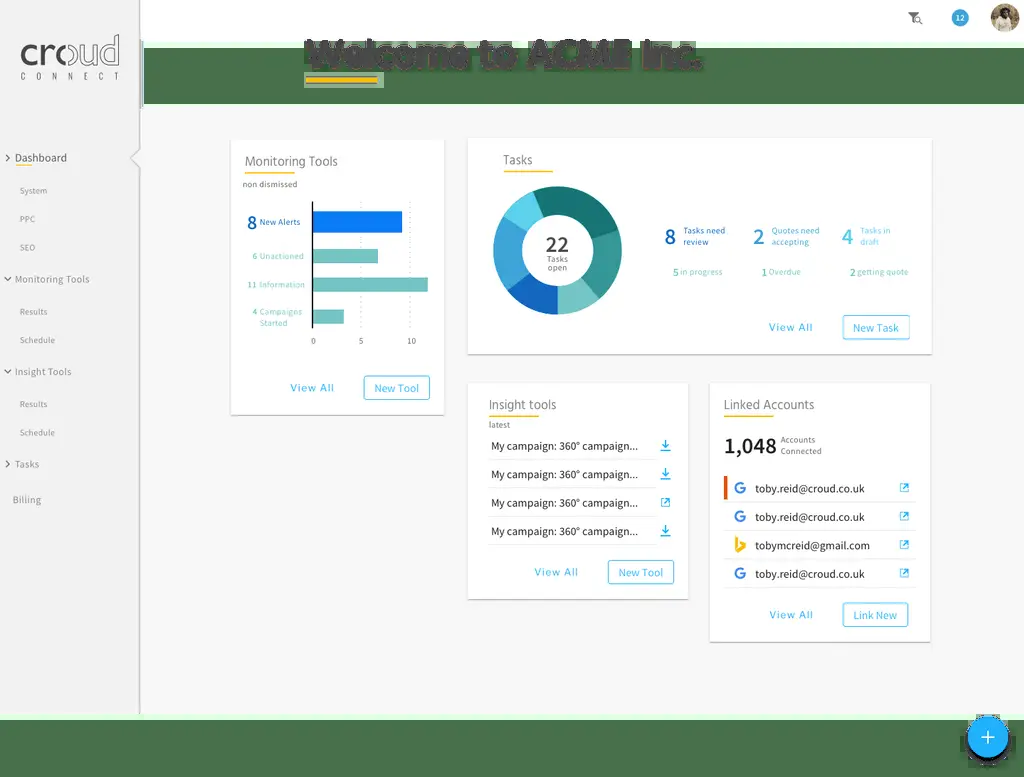 croud
CONNECT
12
Welcome to ACME Inc.
Dashboard
System
PPC
SEO
Monitoring Tools
Results
Schedule
Insight Tools
Results
Schedule
Tasks
Billing
Monitoring Tools
non dismissed
8 New Alerts
6 Unactioned
11 Information
4 Campaigns
Started
0 5 10
View All
New Tool
Tasks
22
Tasks
open
8 Tasks need
review
2 Quotes need
accepting
4 Tasks in
draft
5 in progress
1 Overdue
2 getting quote
View All
New Task
Insight tools
latest
My campaign: 360° campaign...
My campaign: 360° campaign...
My campaign: 360° campaign...
My campaign: 360° campaign...
View All
New Tool
Linked Accounts
1,048 Accounts
Connected
toby.reid@croud.co.uk
toby.reid@croud.co.uk
tobymcreid@gmail.com
toby.reid@croud.co.uk
View All
Link New